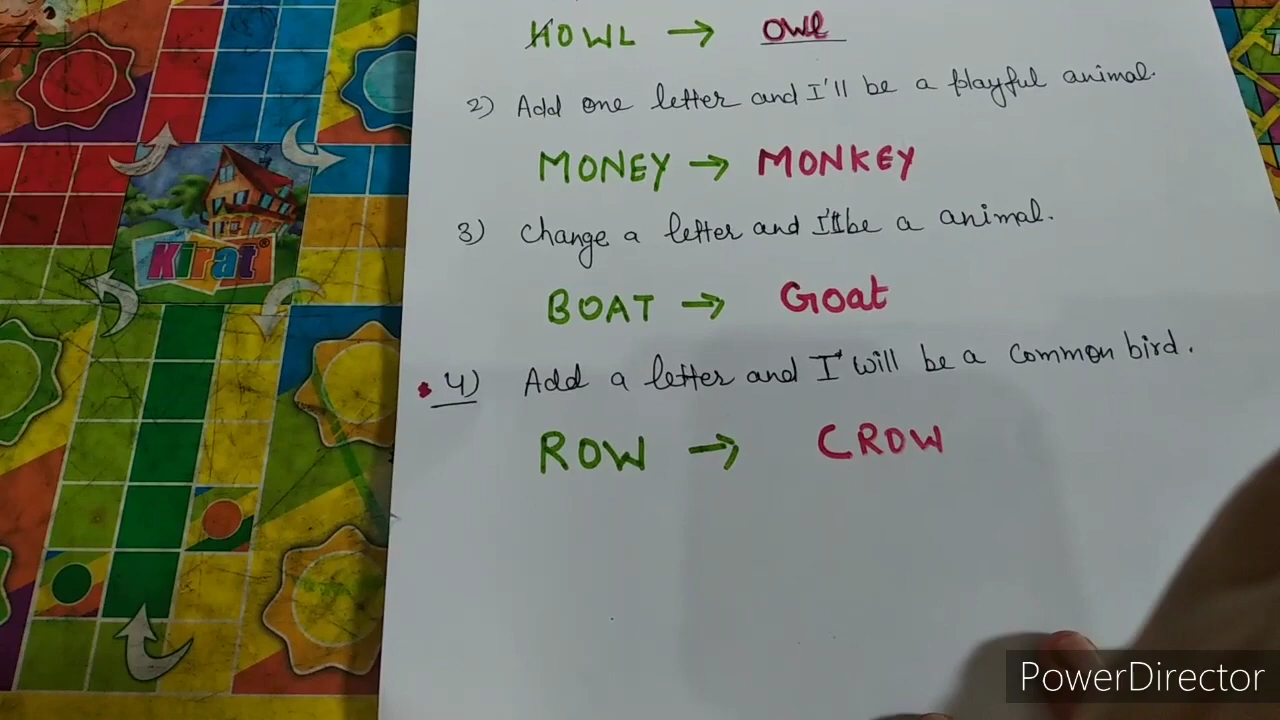 HOWL → Owl
2) Add one letter and I'll be a playful animal.
MONEY → MONKEY
3) Change a letter and I'll be a animal.
BOAT → Goat
4) Add a letter and I will be a common bird.
ROW → CROW
Kirat
PowerDirector